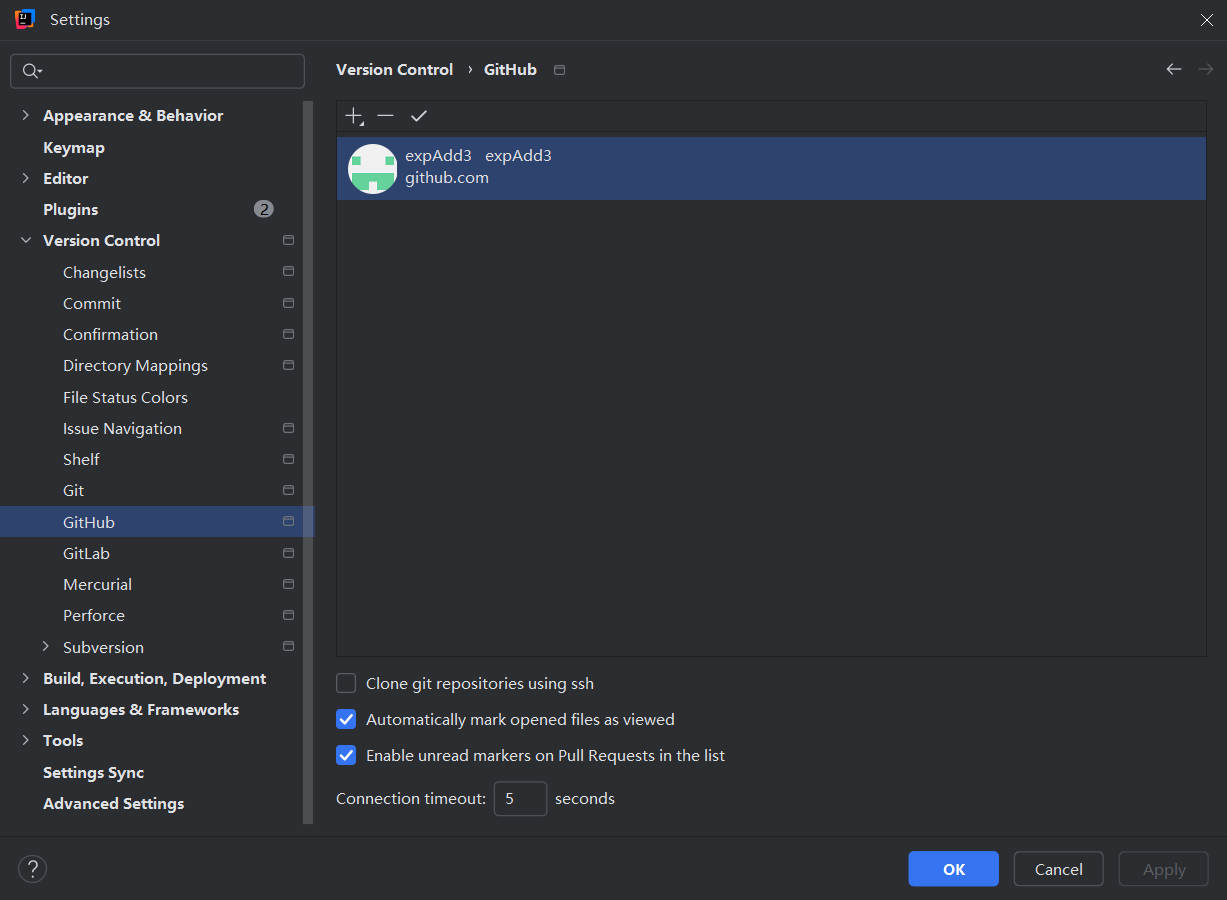 Settings
Version Control › GitHub
Appearance & Behavior
Keymap
Editor
Plugins 2
Version Control
Changelists
Commit
Confirmation
Directory Mappings
File Status Colors
Issue Navigation
Shelf
Git
GitHub
GitLab
Mercurial
Perforce
Subversion
Build, Execution, Deployment
Languages & Frameworks
Tools
Settings Sync
Advanced Settings
expAdd3 expAdd3
github.com
Clone git repositories using ssh
Automatically mark opened files as viewed
Enable unread markers on Pull Requests in the list
Connection timeout: 5 seconds
? OK Cancel Apply